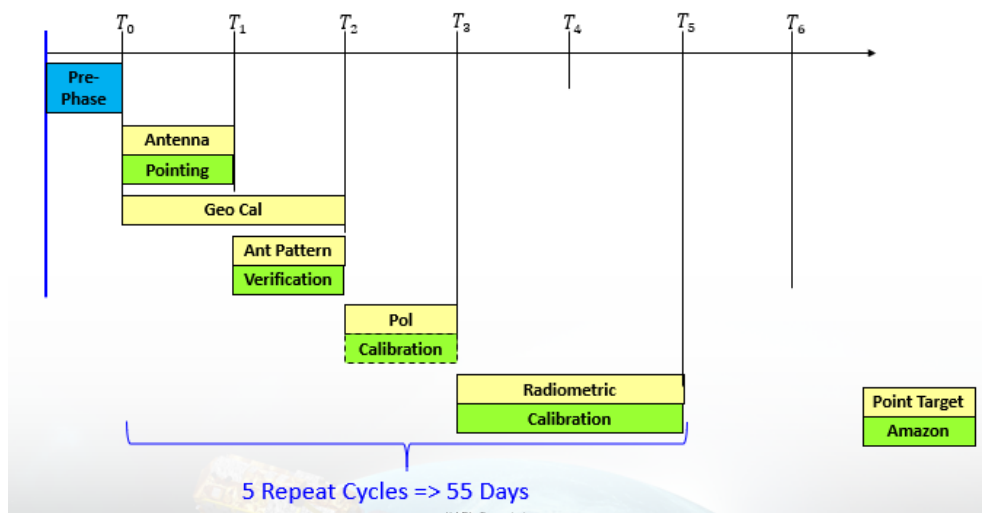 T₀ T₁ T₂ T₃ T₄ T₅ T₆
Pre-
Phase
Antenna
Pointing
Geo Cal
Ant Pattern
Verification
Pol
Calibration
Radiometric
Calibration
Point Target
Amazon
5 Repeat Cycles => 55 Days